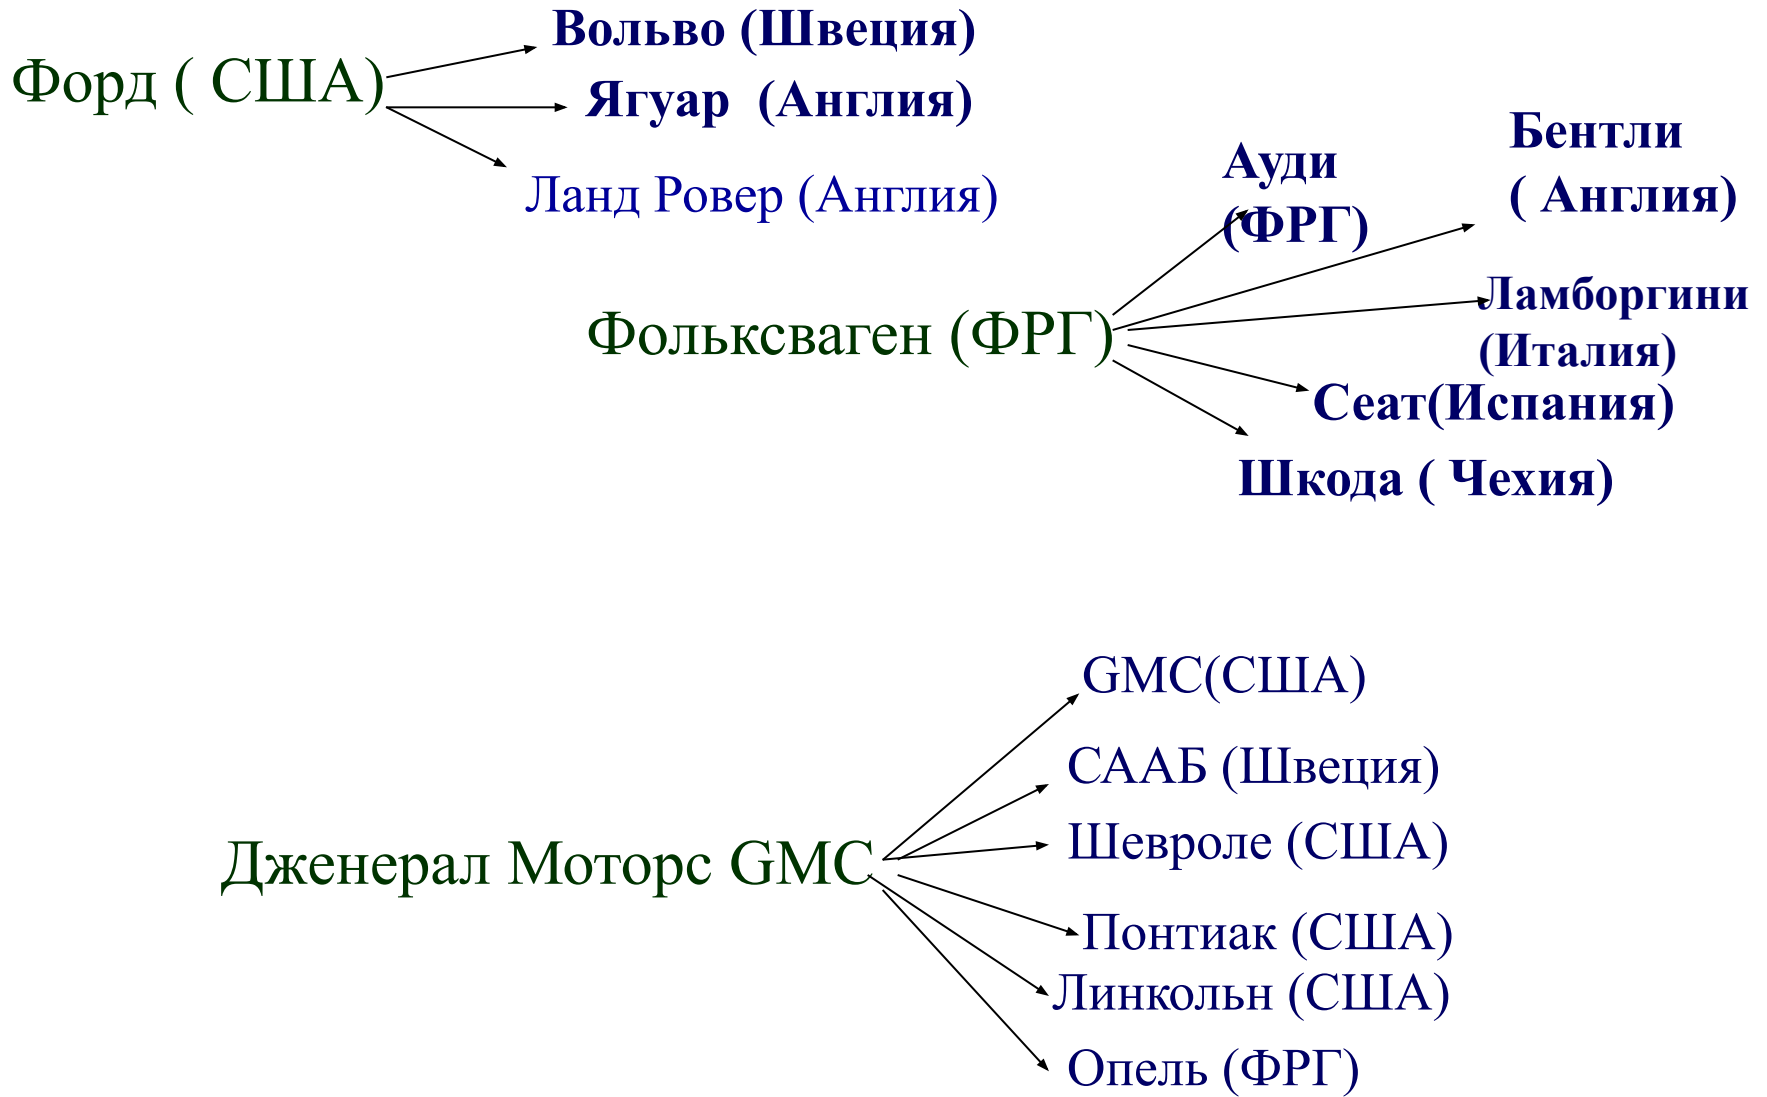 Вольво (Швеция)
Форд ( США)
Ягуар  (Англия)
Ланд Ровер (Англия)
Ауди
(ФРГ)
Бентли
( Англия)
Фольксваген (ФРГ)
Ламборгини
(Италия)
Сеат(Испания)
Шкода ( Чехия)
GMC(США)
СААБ (Швеция)
Шевроле (США)
Дженерал Моторс GMC
Понтиак (США)
Линкольн (США)
Опель (ФРГ)